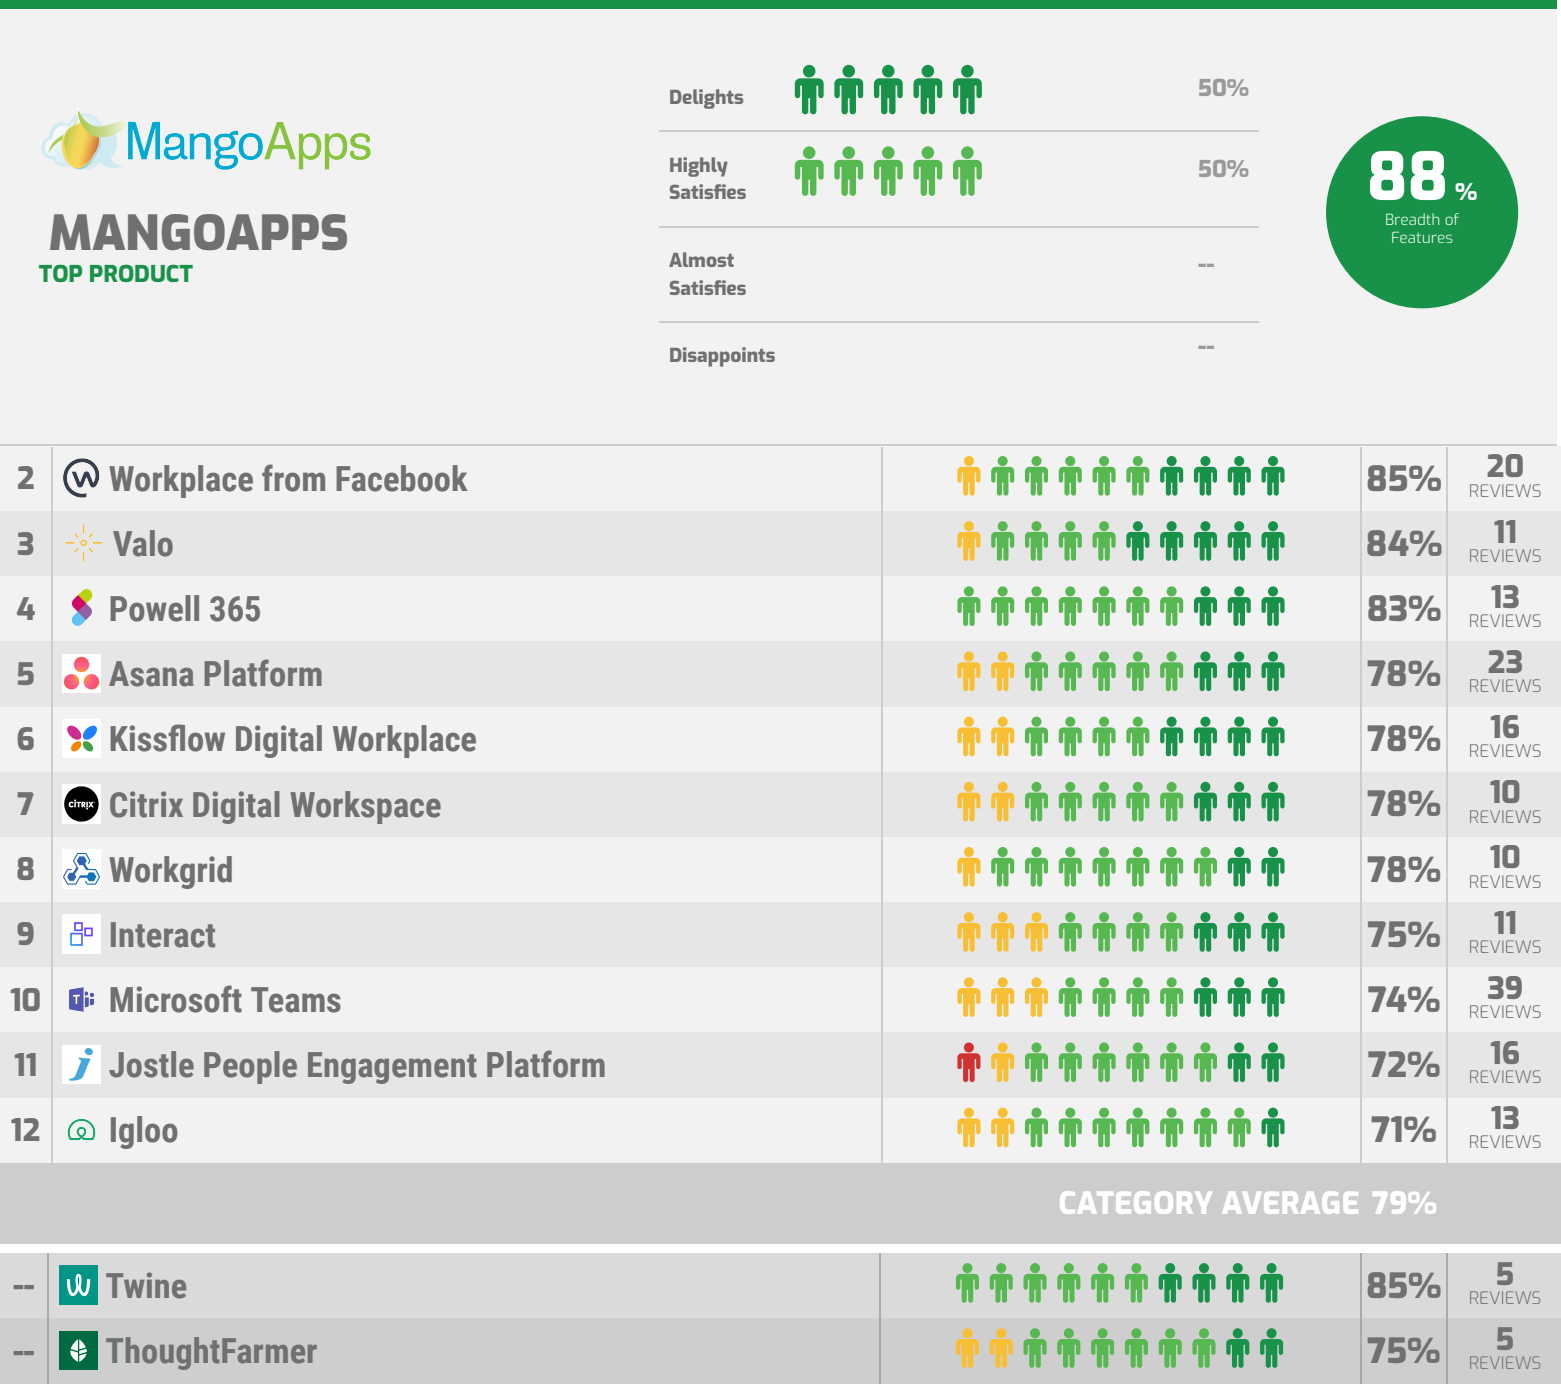 MangoApps
MANGOAPPS
TOP PRODUCT
Delights 50%
Highly
Satisfies
50%
Almost
Satisfies
--
Disappoints
--
88 %
Breadth of
Features
2 Workplace from Facebook 85% 20
REVIEWS
3 Valo 84% 11
REVIEWS
4 Powell 365 83% 13
REVIEWS
5 Asana Platform 78% 23
REVIEWS
6 Kissflow Digital Workplace 78% 16
REVIEWS
7 CİTRIX Citrix Digital Workspace 78% 10
REVIEWS
8 Workgrid 78% 10
REVIEWS
9 Interact 75% 11
REVIEWS
10 T Microsoft Teams 74% 39
REVIEWS
11 j Jostle People Engagement Platform 72% 16
REVIEWS
12 Igloo 71% 13
REVIEWS
CATEGORY AVERAGE 79%
-- Twine 85% 5
REVIEWS
-- ThoughtFarmer 75% 5
REVIEWS